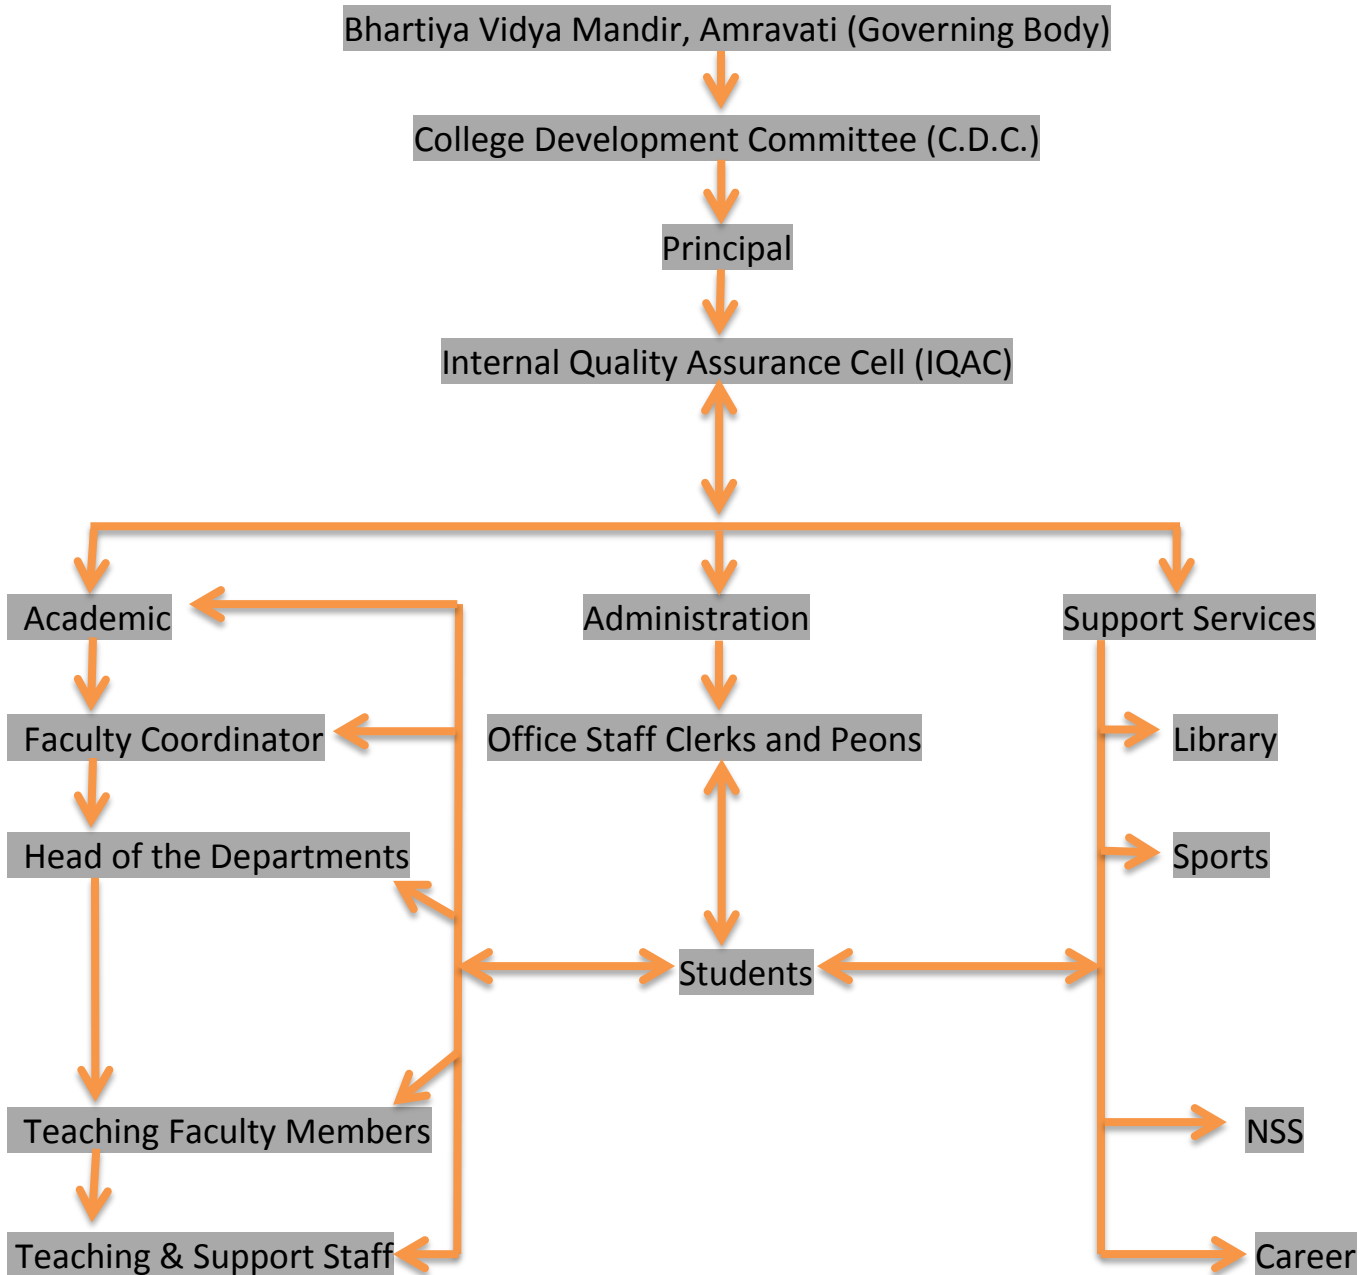 Bhartiya Vidya Mandir, Amravati (Governing Body)
College Development Committee (C.D.C.)
Principal
Internal Quality Assurance Cell (IQAC)
Academic
Administration
Support Services
Faculty Coordinator
Office Staff Clerks and Peons
Library
Head of the Departments
Sports
Students
Teaching Faculty Members
NSS
Teaching & Support Staff
Career